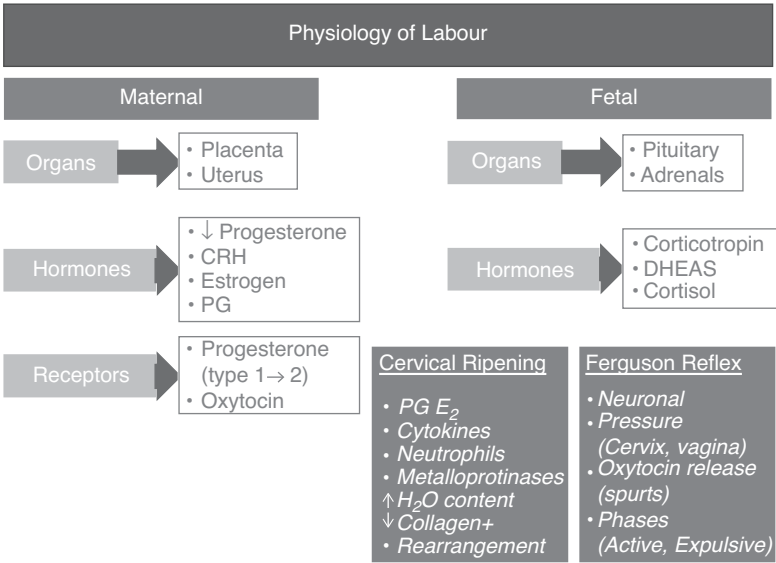 Physiology of Labour
Maternal
Organs
• Placenta
• Uterus
Hormones
• ↓ Progesterone
• CRH
• Estrogen
• PG
Receptors
• Progesterone
(type 1→ 2)
• Oxytocin
Fetal
Organs
• Pituitary
• Adrenals
Hormones
• Corticotropin
• DHEAS
• Cortisol
Cervical Ripening
• PG E₂
• Cytokines
• Neutrophils
• Metalloprotinases
↑ H₂O content
↓ Collagen+
• Rearrangement
Ferguson Reflex
• Neuronal
• Pressure
(Cervix, vagina)
• Oxytocin release
(spurts)
• Phases
(Active, Expulsive)